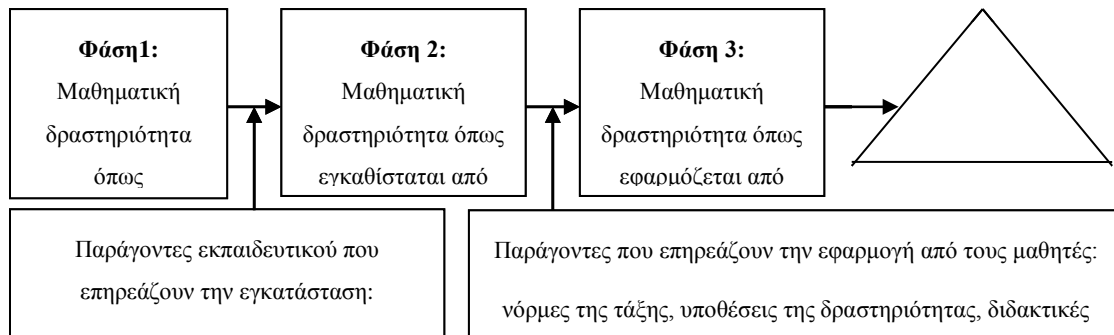 Φάση1:
Μαθηματική
δραστηριότητα
όπως
Φάση 2:
Μαθηματική
δραστηριότητα όπως
εγκαθίσταται από
Φάση 3:
Μαθηματική
δραστηριότητα όπως
εφαρμόζεται από
Παράγοντες εκπαιδευτικού που
επηρεάζουν την εγκατάσταση:
Παράγοντες που επηρεάζουν την εφαρμογή από τους μαθητές:
νόρμες της τάξης, υποθέσεις της δραστηριότητας, διδακτικές